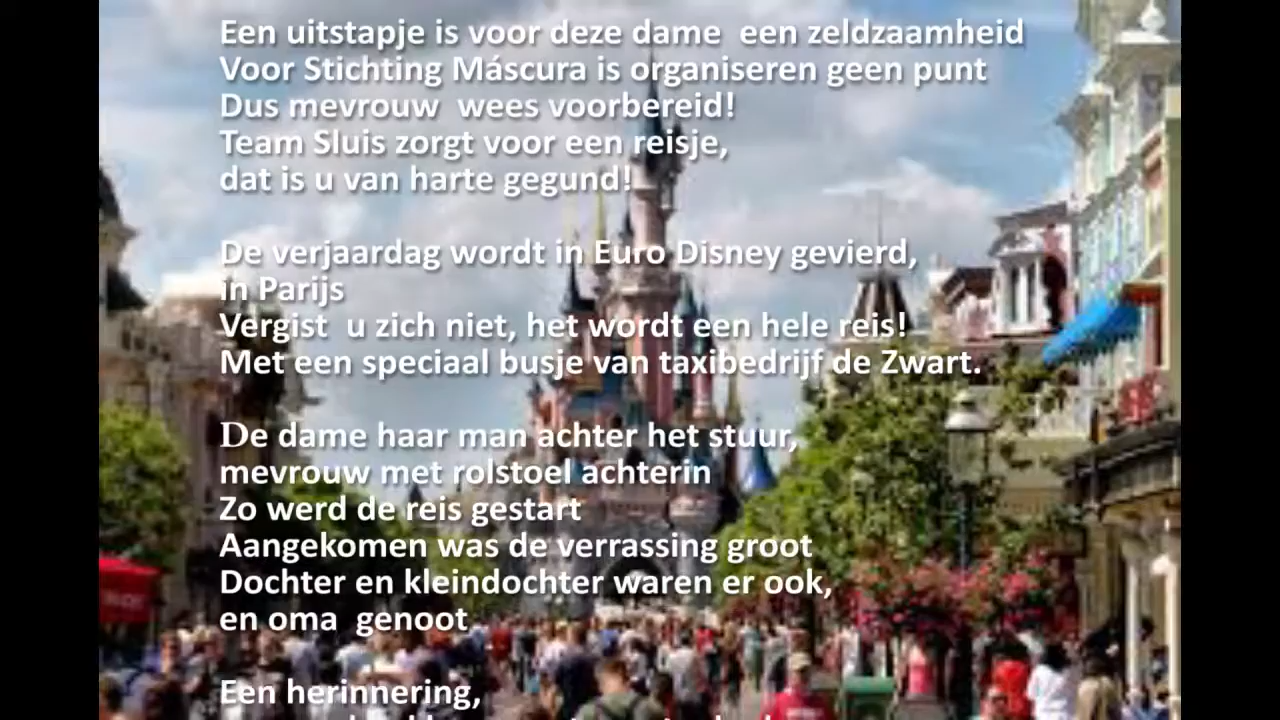 Een uitstapje is voor deze dame  een zeldzaamheid
Voor Stichting Máscura is organiseren geen punt
Dus mevrouw  wees voorbereid!
Team Sluis zorgt voor een reisje,
dat is u van harte gegund!
De verjaardag wordt in Euro Disney gevierd,
in Parijs
Vergist  u zich niet, het wordt een hele reis!
Met een speciaal busje van taxibedrijf de Zwart.
De dame haar man achter het stuur,
mevrouw met rolstoel achterin
Zo werd de reis gestart
Aangekomen was de verrassing groot
Dochter en kleindochter waren er ook,
en oma  genoot
Een herinnering,